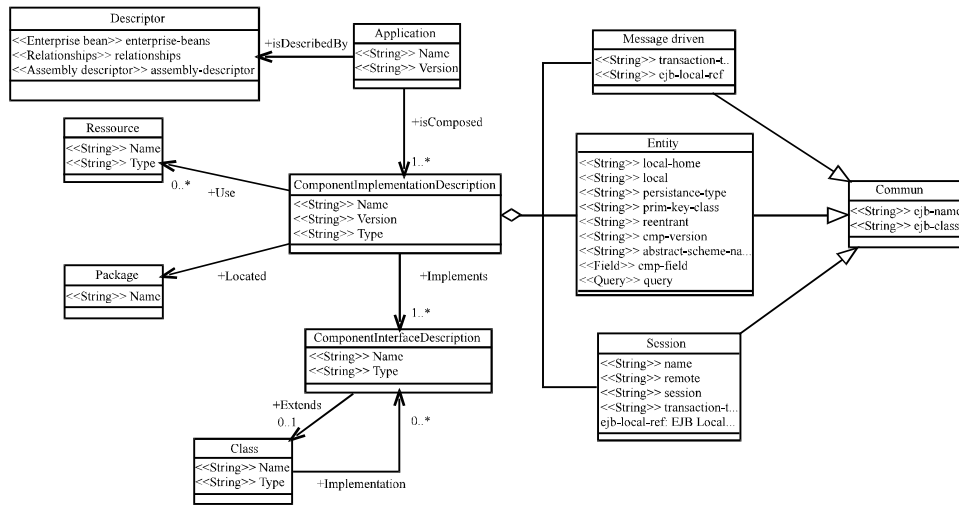 Descriptor
<<Enterprise bean>> enterprise-beans
<<Relationships>> relationships
<<Assembly descriptor>> assembly-descriptor
+isDescribedBy
Application
<<String>> Name
<<String>> Version
Message driven
<<String>> transaction-t..
<<String>> ejb-local-ref
+isComposed
1..*
Ressource
<<String>> Name
<<String>> Type
0..*
+Use
ComponentImplementationDescription
<<String>> Name
<<String>> Version
<<String>> Type
Entity
<<String>> local-home
<<String>> local
<<String>> persistance-type
<<String>> prim-key-class
<<String>> reentrant
<<String>> cmp-version
<<String>> abstract-scheme-na...
<<Field>> cmp-field
<<Query>> query
Commun
<<String>> ejb-name
<<String>> ejb-class
Package
<<String>> Name
+Located
+Implements
1..*
ComponentInterfaceDescription
<<String>> Name
<<String>> Type
Session
<<String>> name
<<String>> remote
<<String>> session
<<String>> transaction-t...
ejb-local-ref: EJB Local...
+Extends
0..1
0..*
Class
<<String>> Name
<<String>> Type
+Implementation